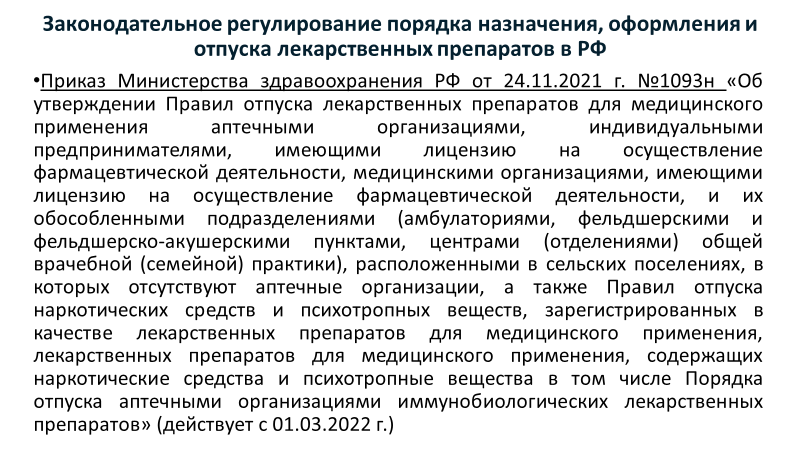 Законодательное регулирование порядка назначения, оформления и
отпуска лекарственных препаратов в РФ
•Приказ Министерства здравоохранения РФ от 24.11.2021 г. №1093н «Об
утверждении Правил отпуска лекарственных препаратов для медицинского
применения аптечными организациями, индивидуальными
предпринимателями, имеющими лицензию на осуществление
фармацевтической деятельности, медицинскими организациями, имеющими
лицензию на осуществление фармацевтической деятельности, и их
обособленными подразделениями (амбулаториями, фельдшерскими и
фельдшерско-акушерскими пунктами, центрами (отделениями) общей
врачебной (семейной) практики), расположенными в сельских поселениях, в
которых отсутствуют аптечные организации, а также Правил отпуска
наркотических средств и психотропных веществ, зарегистрированных в
качестве лекарственных препаратов для медицинского применения,
лекарственных препаратов для медицинского применения, содержащих
наркотические средства и психотропные вещества в том числе Порядка
отпуска аптечными организациями иммунобиологических лекарственных
препаратов» (действует с 01.03.2022 г.)